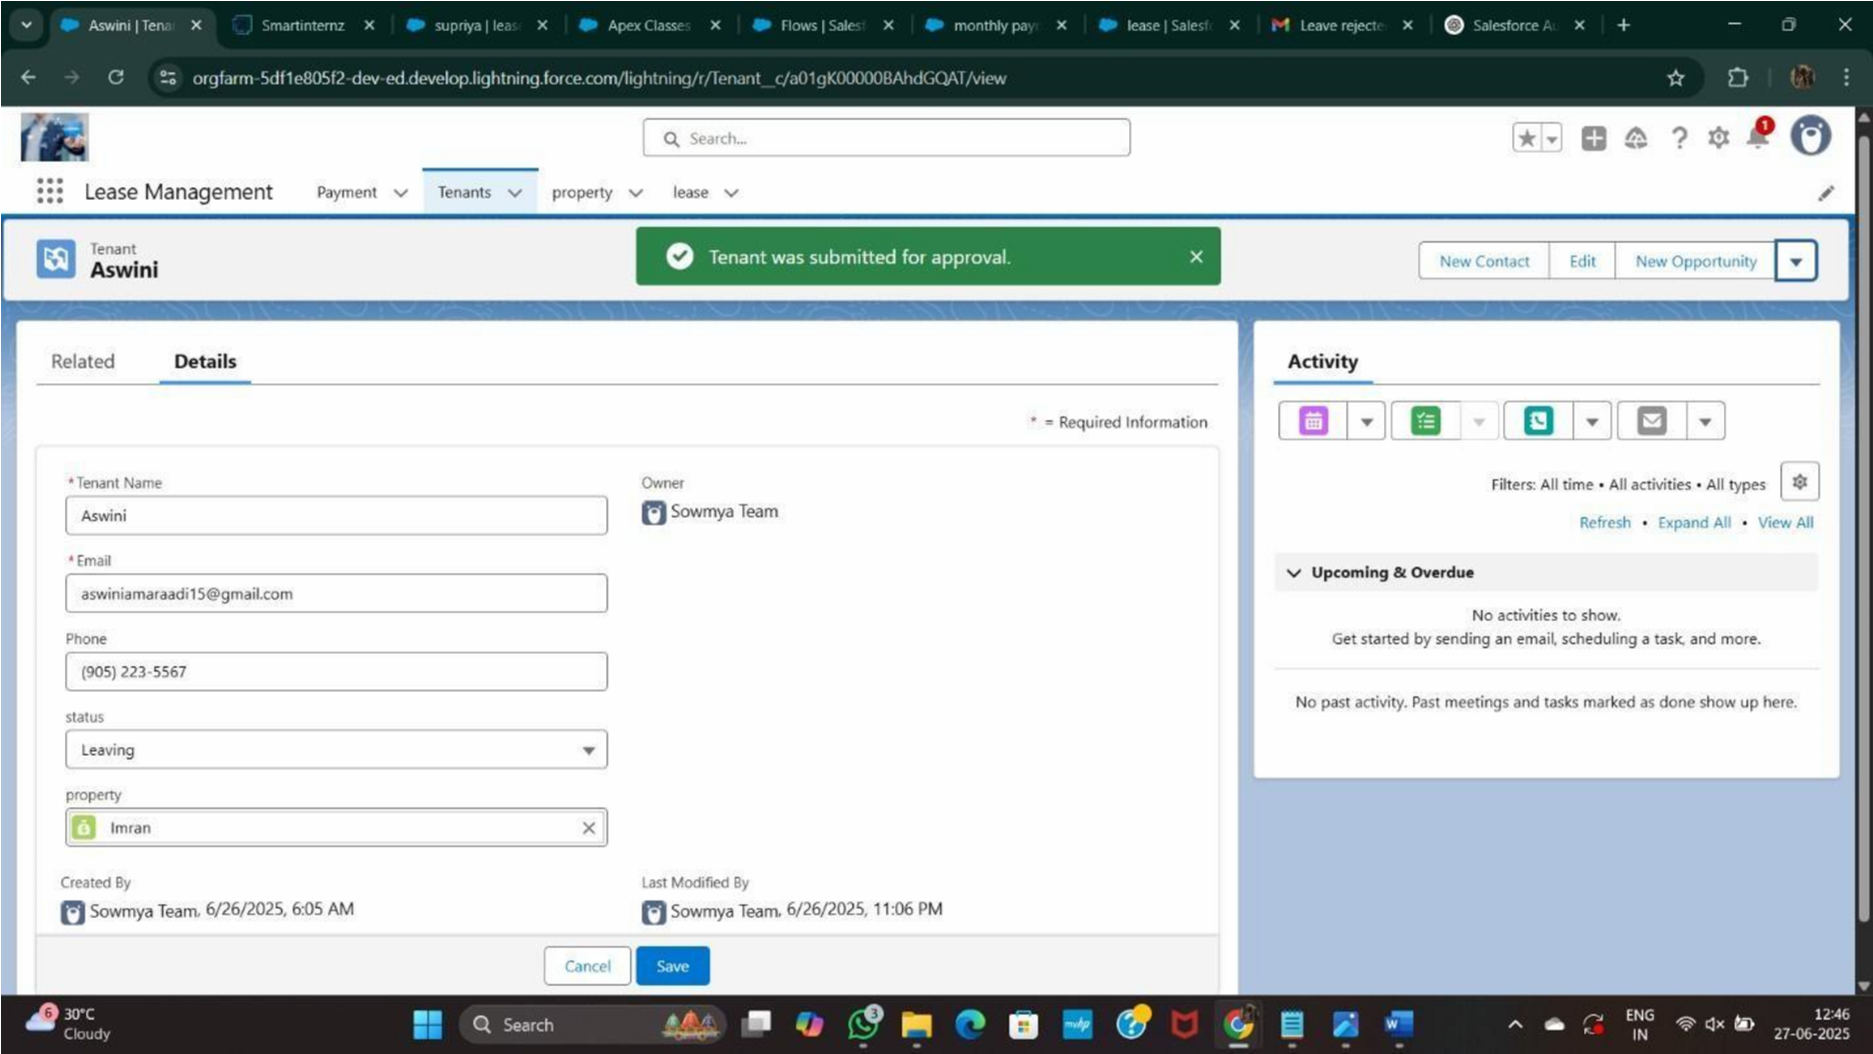 Aswini | Tena
Smartinternz
supriya | leas
Apex Classes
Flows | Sales
monthly pay
lease | Salesf
Leave rejecte
Salesforce Au
orgfarm-5df1e805f2-dev-ed.develop.lightning.force.com/lightning/r/Tenant__c/a01gK00000BAhdGQAT/view
Search...
1
Lease Management
Payment
Tenants
property
lease
Tenant
Aswini
Tenant was submitted for approval.
New Contact
Edit
New Opportunity
Related
Details
Activity
* = Required Information
*Tenant Name
Aswini
Owner
Sowmya Team
*Email
aswiniamaraadi15@gmail.com
Phone
(905) 223-5567
status
Leaving
property
Imran
Created By
Sowmya Team, 6/26/2025, 6:05 AM
Last Modified By
Sowmya Team, 6/26/2025, 11:06 PM
Cancel
Save
Filters: All time • All activities • All types
Refresh • Expand All • View All
Upcoming & Overdue
No activities to show.
Get started by sending an email, scheduling a task, and more.
No past activity. Past meetings and tasks marked as done show up here.
6
30°C
Cloudy
Search
3
myhp
ENG
IN
12:46
27-06-2025